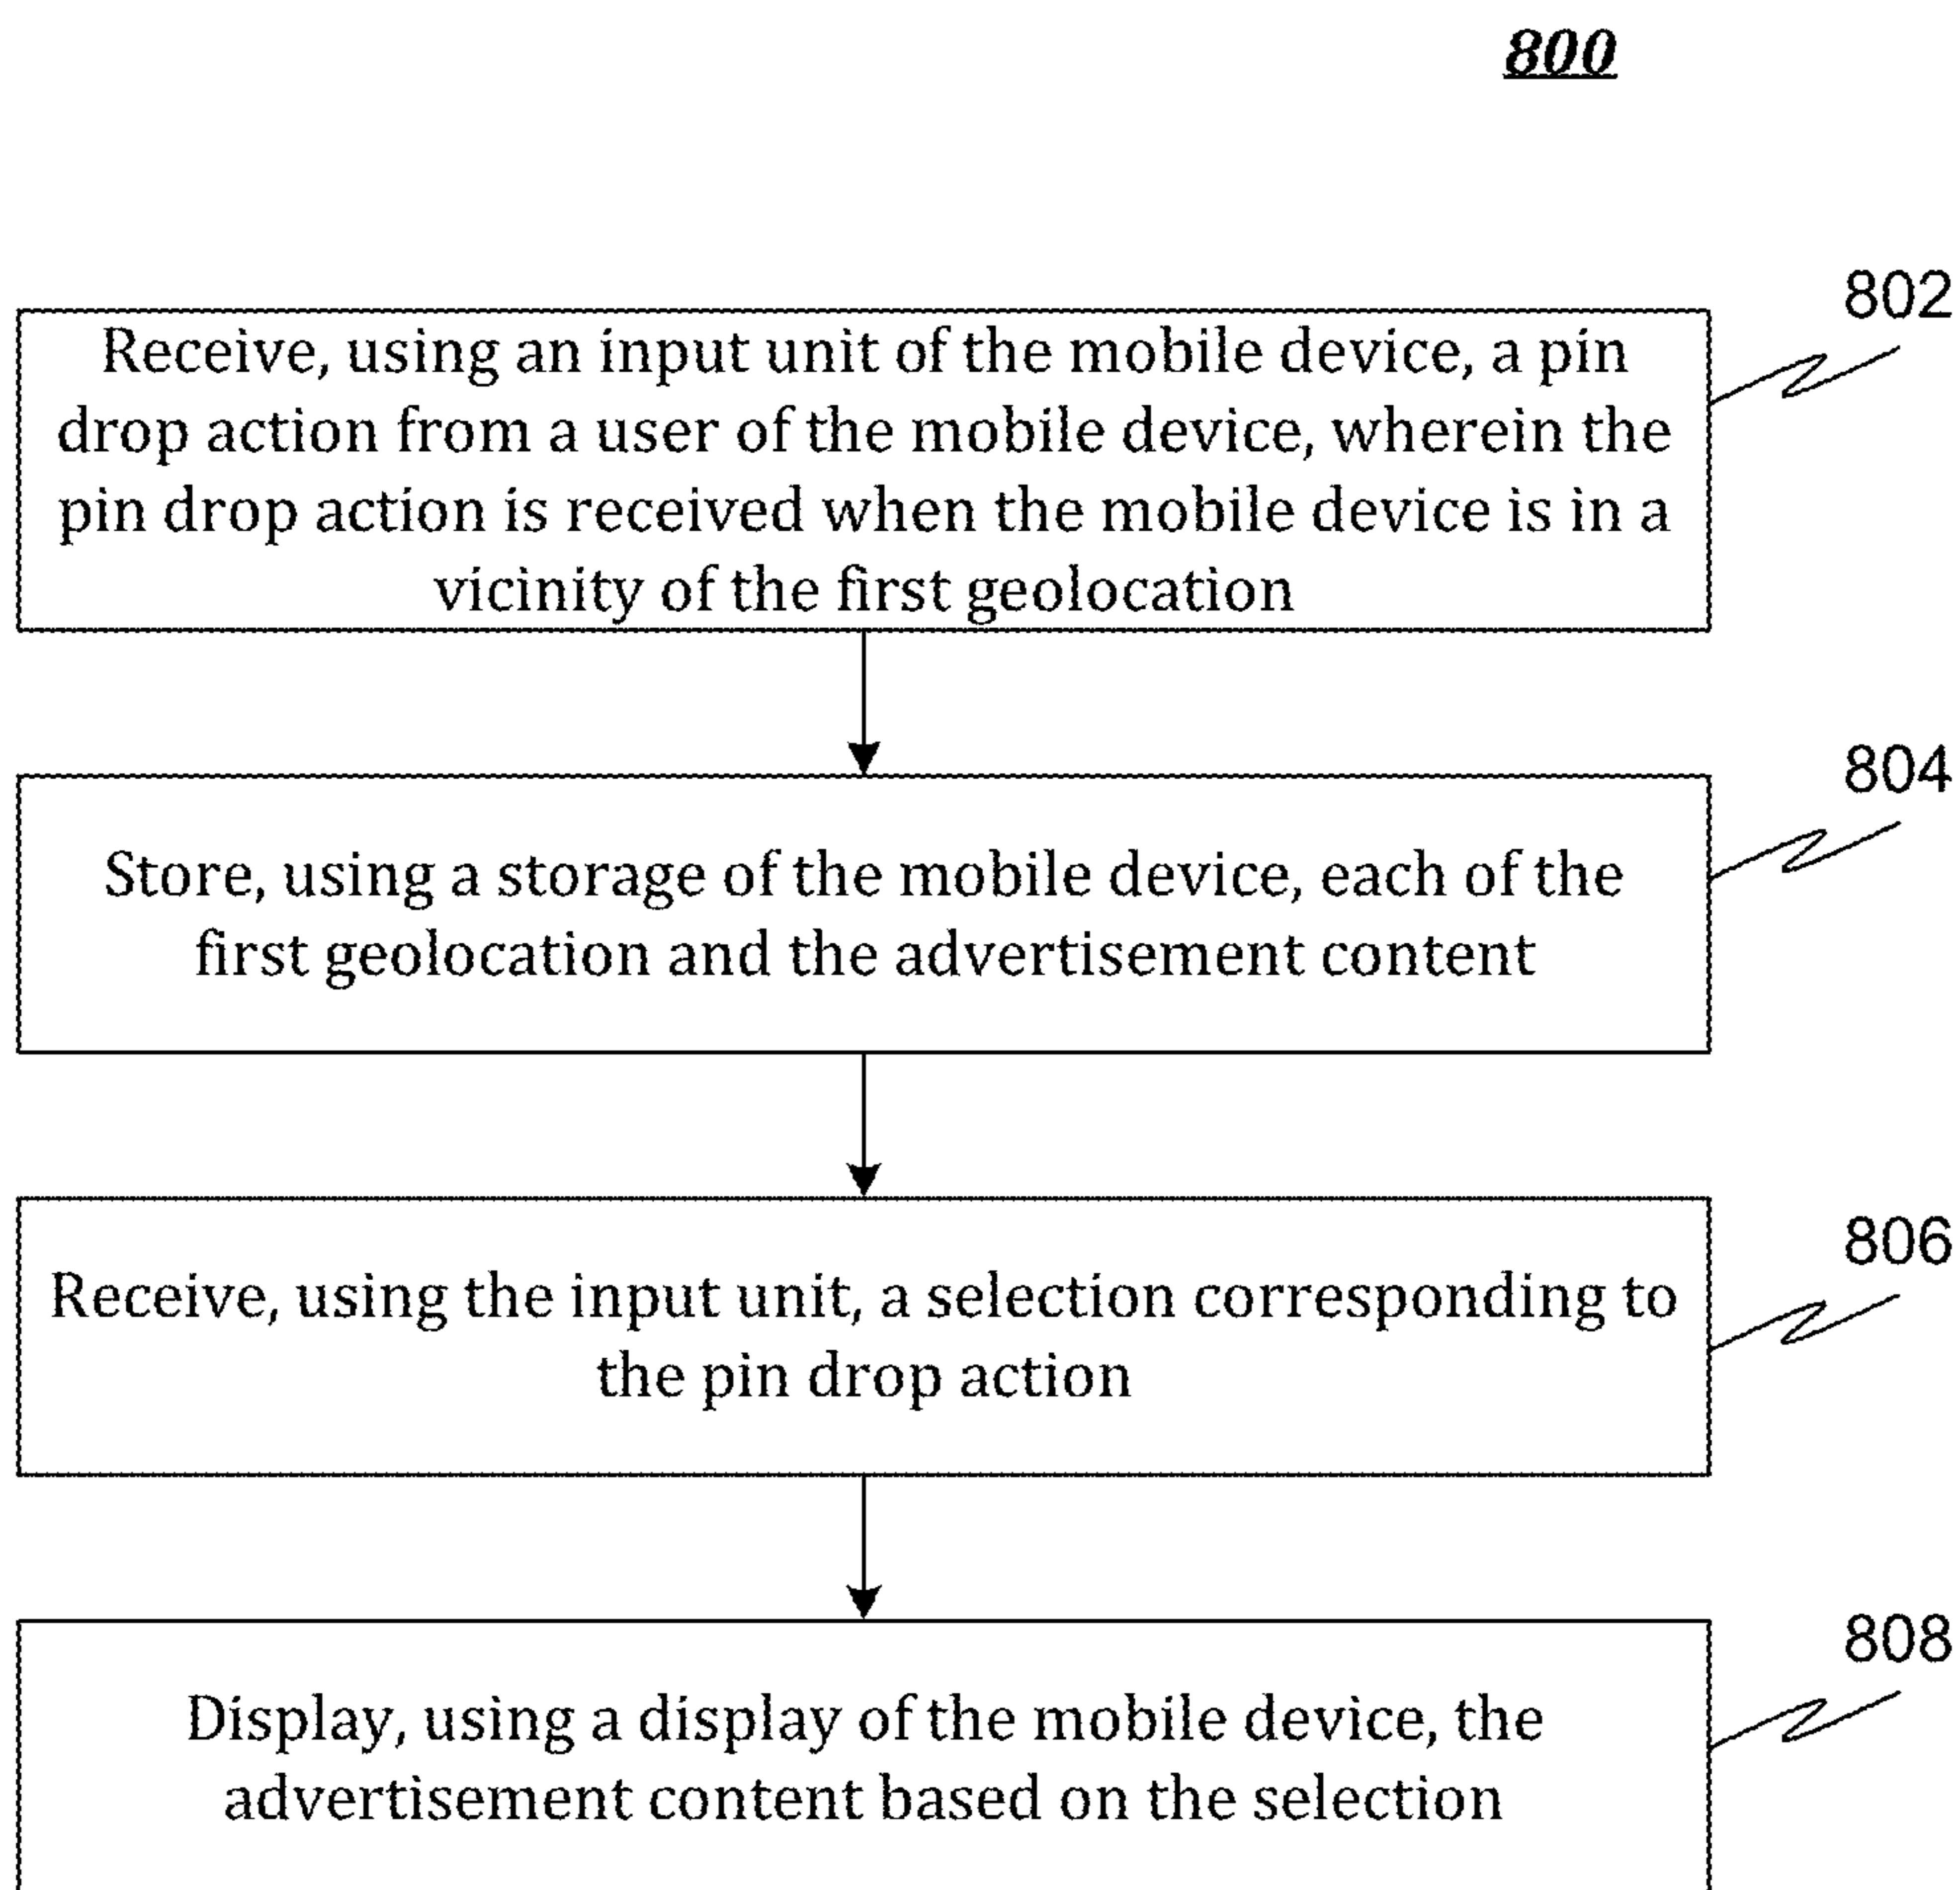 800
802
Receive, using an input unit of the mobile device, a pin
drop action from a user of the mobile device, wherein the
pin drop action is received when the mobile device is in a
vicinity of the first geolocation
804
Store, using a storage of the mobile device, each of the
first geolocation and the advertisement content
806
Receive, using the input unit, a selection corresponding to
the pin drop action
808
Display, using a display of the mobile device, the
advertisement content based on the selection